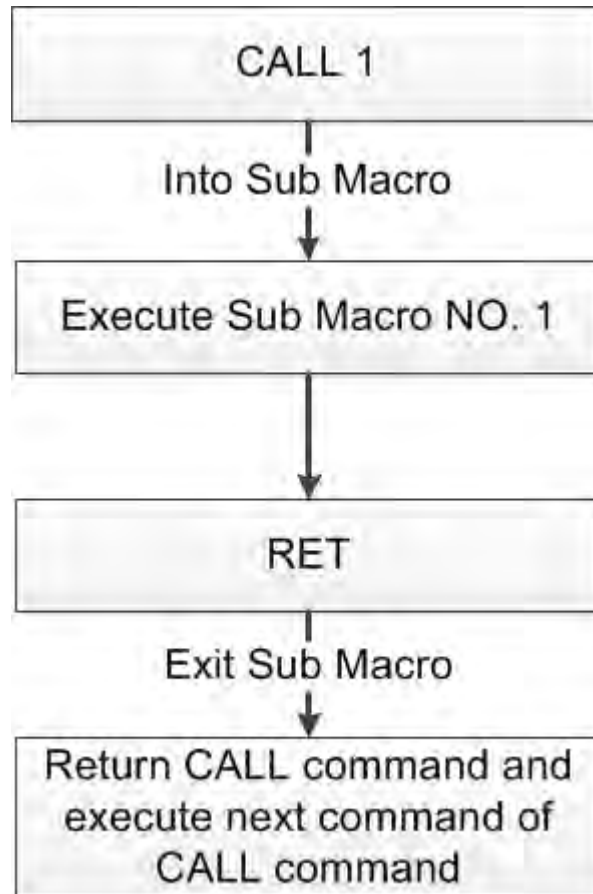 CALL 1
Into Sub Macro
Execute Sub Macro NO. 1
RET
Exit Sub Macro
Return CALL command and
execute next command of
CALL command